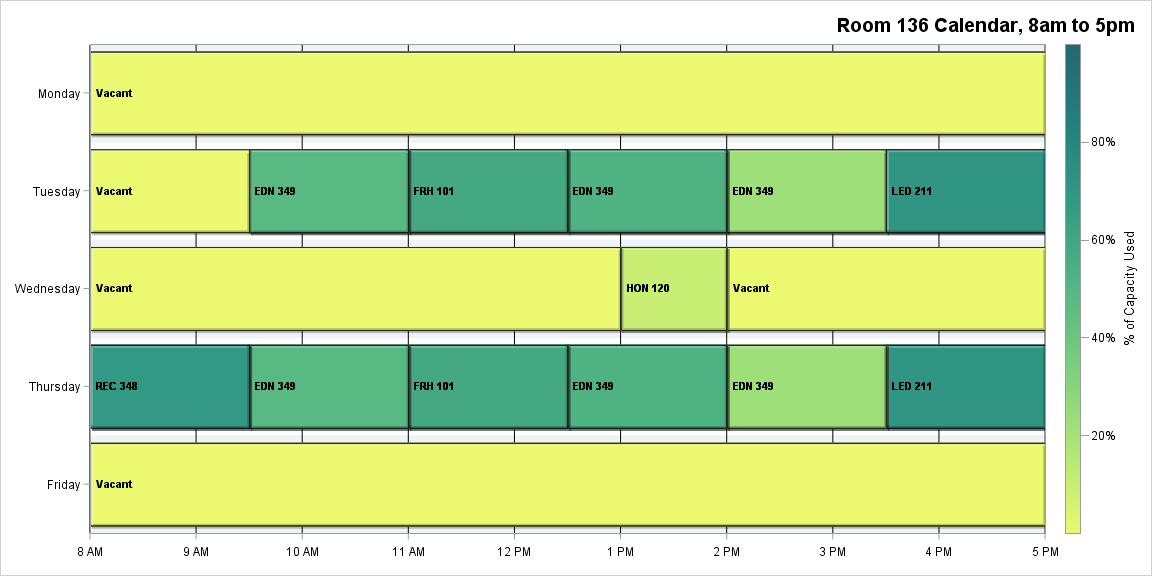 Room 136 Calendar, 8am to 5pm
Monday
Vacant
Tuesday
Vacant
EDN 349
FRH 101
EDN 349
EDN 349
LED 211
Wednesday
Vacant
HON 120
Vacant
Thursday
REC 348
EDN 349
FRH 101
EDN 349
EDN 349
LED 211
Friday
Vacant
8 AM
9 AM
10 AM
11 AM
12 PM
1 PM
2 PM
3 PM
4 PM
5 PM
80%
60%
40%
20%
% of Capacity Used